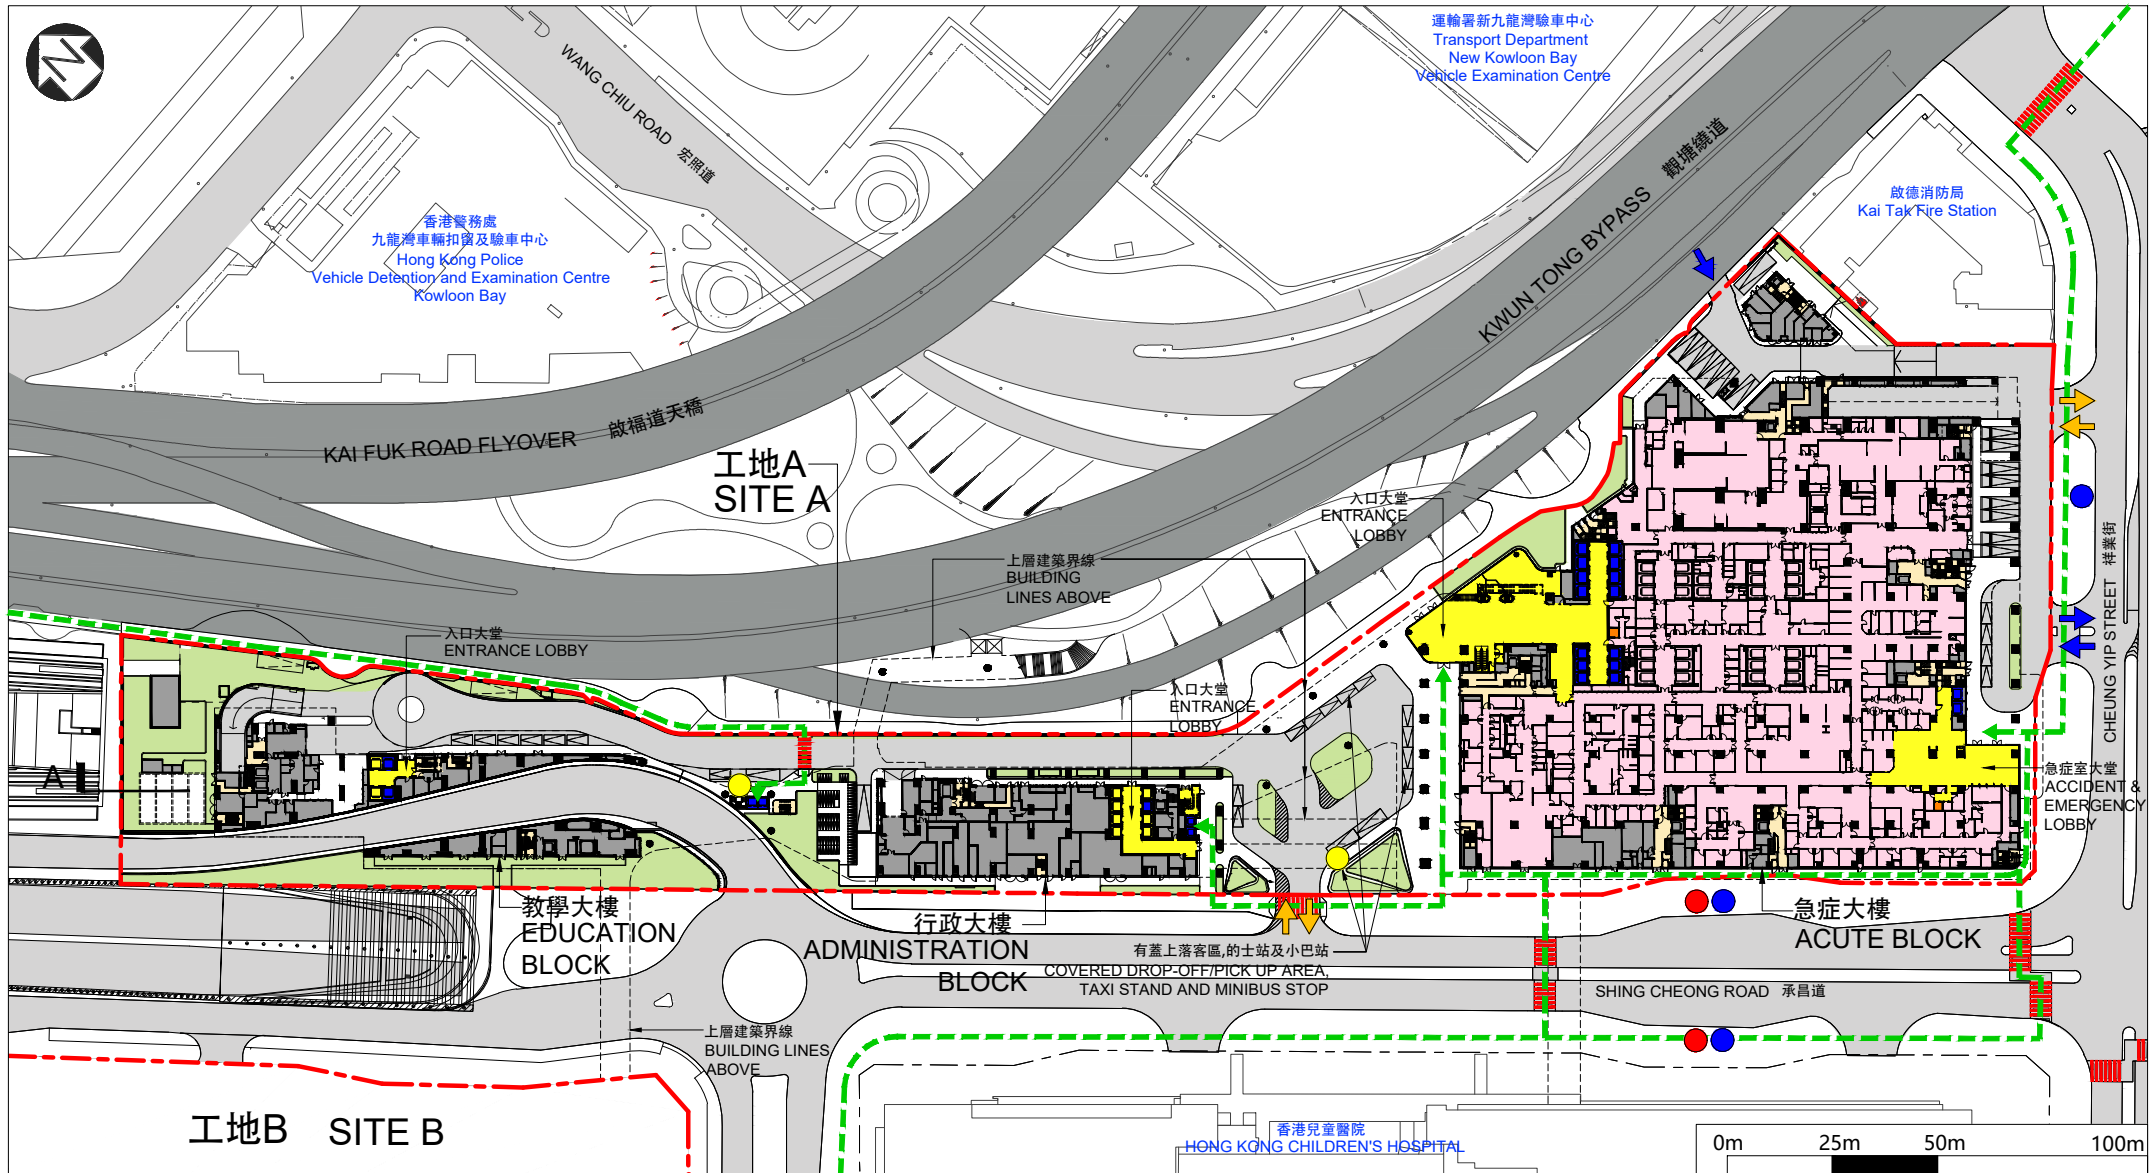 運輸署新九龍灣驗車中心
Transport Department
New Kowloon Bay
Vehicle Examination Centre
WANG CHIU ROAD 宏照道
觀塘繞道
KWUN TONG BYPASS
啟德消防局
Kai Tak Fire Station
香港警務處
九龍灣車輛扣留及驗車中心
Hong Kong Police
Vehicle Detention and Examination Centre
Kowloon Bay
KAI FUK ROAD FLYOVER 啟福道天橋
工地A
SITE A
入口大堂
ENTRANCE
LOBBY
上層建築界線
BUILDING
LINES ABOVE
入口大堂
ENTRANCE LOBBY
入口大堂
ENTRANCE
LOBBY
CHEUNG YIP STREET 祥業街
急症室大堂
ACCIDENT &
EMERGENCY
LOBBY
A
教學大樓
EDUCATION
BLOCK
行政大樓
ADMINISTRATION
BLOCK
有蓋上落客區,的士站及小巴站
COVERED DROP-OFF/PICK UP AREA,
TAXI STAND AND MINIBUS STOP
急症大樓
ACUTE BLOCK
SHING CHEONG ROAD 承昌道
上層建築界線
BUILDING LINES
ABOVE
工地B SITE B
香港兒童醫院
HONG KONG CHILDREN'S HOSPITAL
0m 25m 50m 100m